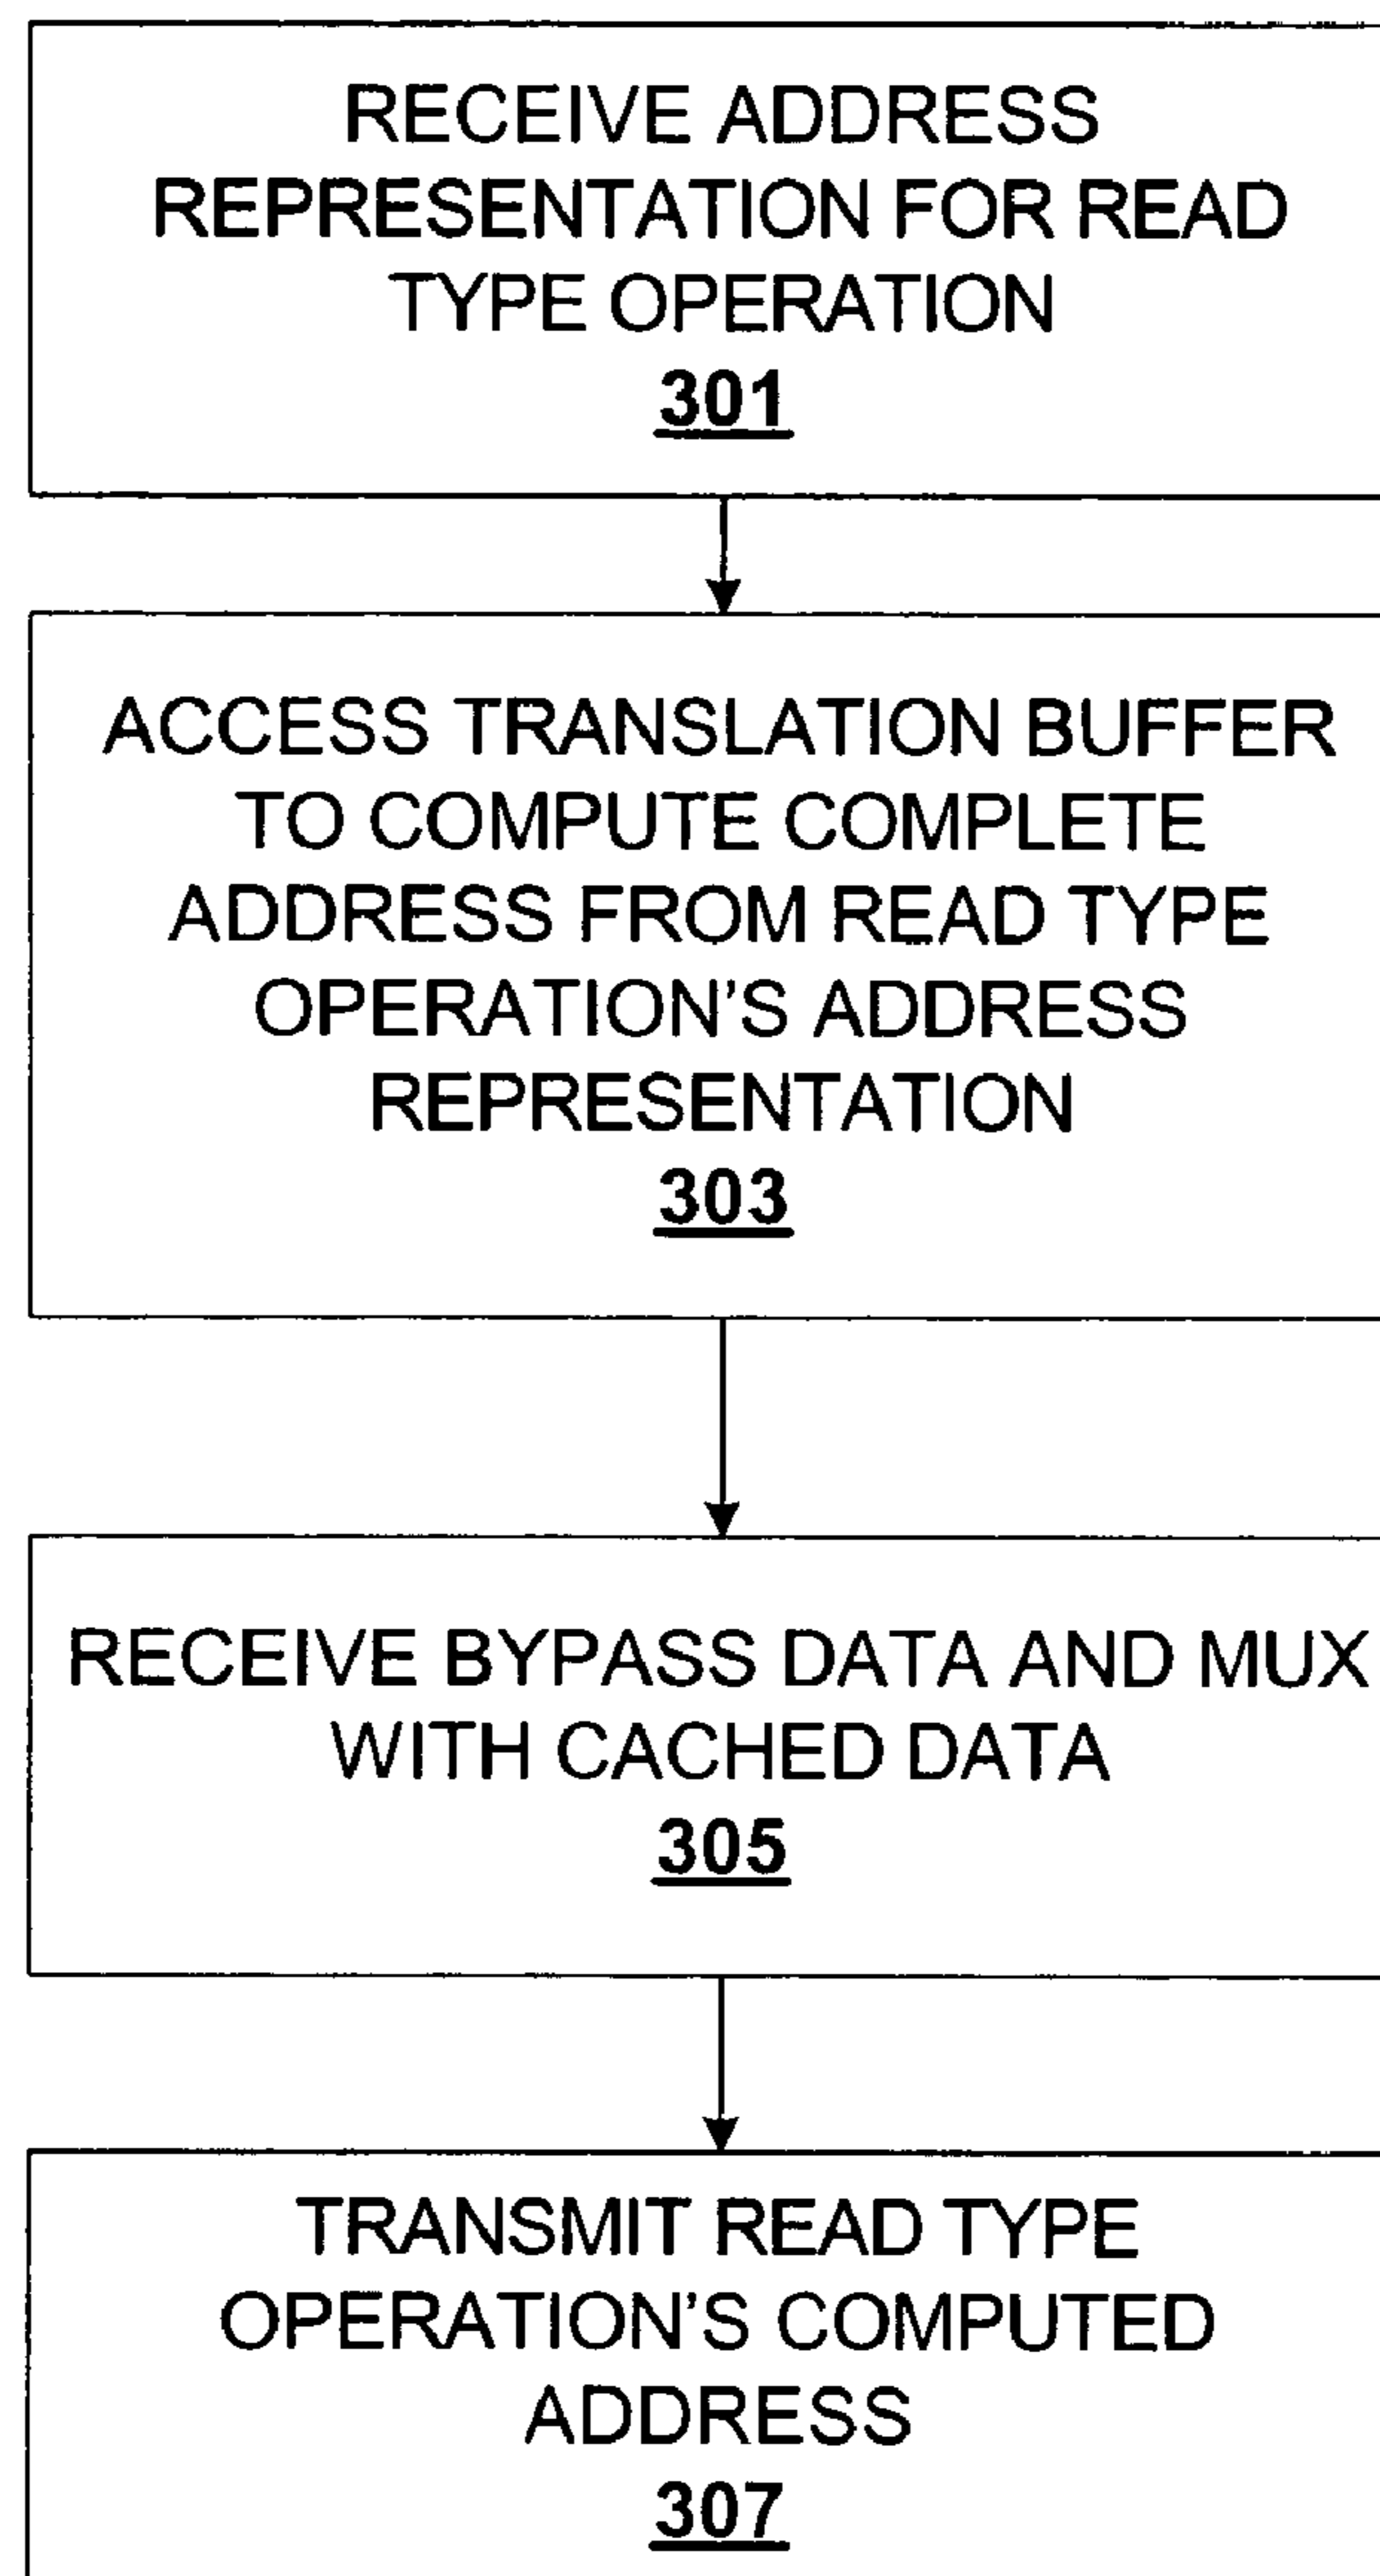 RECEIVE ADDRESS
REPRESENTATION FOR READ
TYPE OPERATION
301
ACCESS TRANSLATION BUFFER
TO COMPUTE COMPLETE
ADDRESS FROM READ TYPE
OPERATION'S ADDRESS
REPRESENTATION
303
RECEIVE BYPASS DATA AND MUX
WITH CACHED DATA
305
TRANSMIT READ TYPE
OPERATION'S COMPUTED
ADDRESS
307